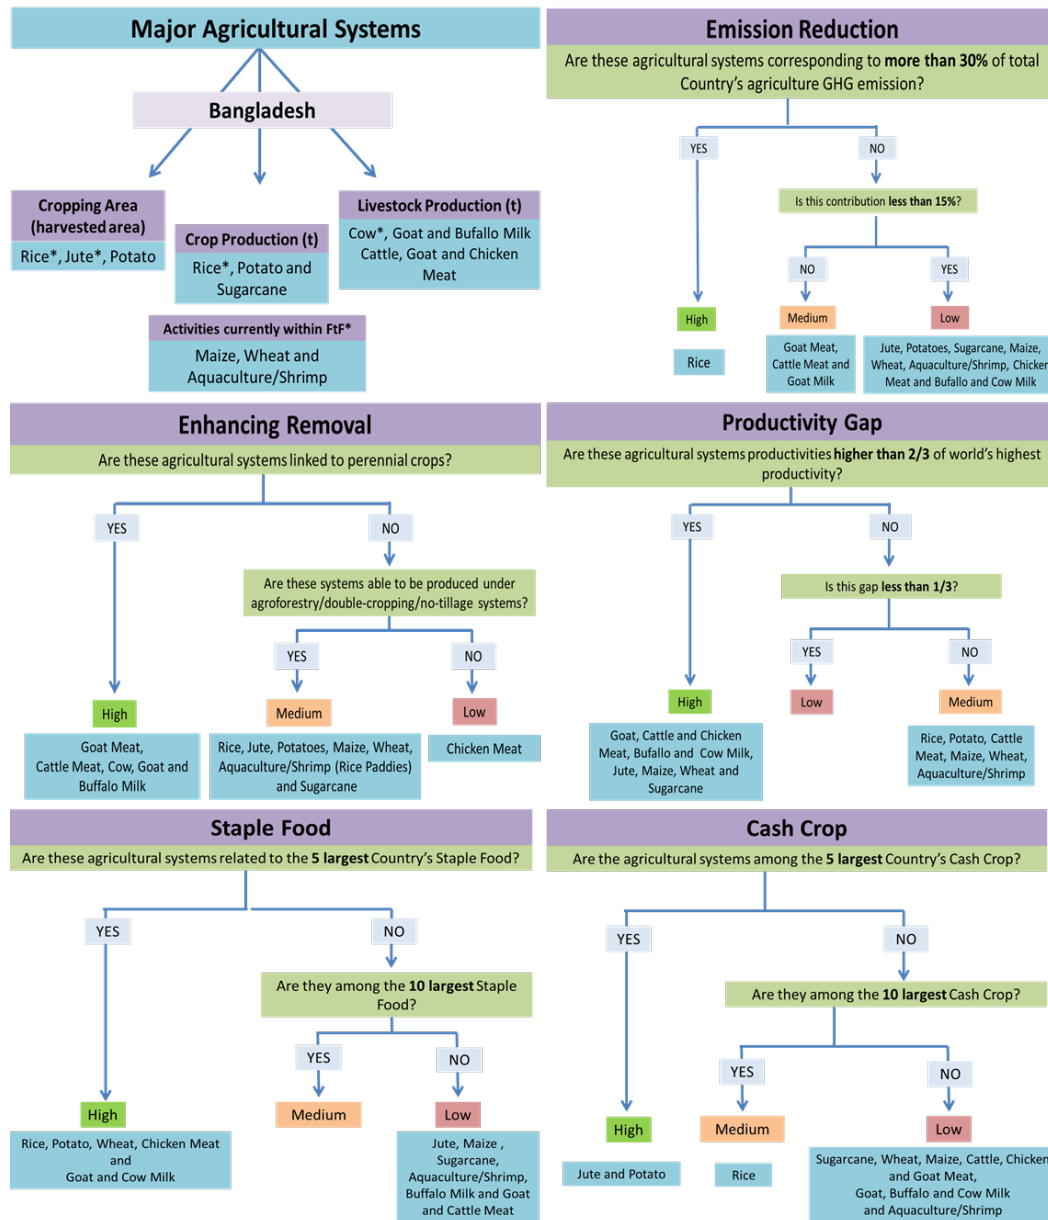 Major Agricultural Systems
Bangladesh
Cropping Area
(harvested area)
Rice*, Jute*, Potato
Crop Production (t)
Rice*, Potato and
Sugarcane
Livestock Production (t)
Cow*, Goat and Bufallo Milk
Cattle, Goat and Chicken
Meat
Activities currently within FtF*
Maize, Wheat and
Aquaculture/Shrimp
Emission Reduction
Are these agricultural systems corresponding to more than 30% of total
Country's agriculture GHG emission?
YES
NO
Is this contribution less than 15%?
NO
YES
High
Medium
Low
Rice
Goat Meat,
Cattle Meat and
Goat Milk
Jute, Potatoes, Sugarcane, Maize,
Wheat, Aquaculture/Shrimp, Chicken
Meat and Bufallo and Cow Milk
Enhancing Removal
Are these agricultural systems linked to perennial crops?
YES
NO
Are these systems able to be produced under
agroforestry/double-cropping/no-tillage systems?
YES
NO
High
Medium
Low
Goat Meat,
Cattle Meat, Cow, Goat and
Buffalo Milk
Rice, Jute, Potatoes, Maize, Wheat,
Aquaculture/Shrimp (Rice Paddies)
and Sugarcane
Chicken Meat
Productivity Gap
Are these agricultural systems productivities higher than 2/3 of world's highest
productivity?
YES
NO
Is this gap less than 1/3?
YES
NO
High
Low
Medium
Goat, Cattle and Chicken
Meat, Bufallo and Cow Milk,
Jute, Maize, Wheat and
Sugarcane
Rice, Potato, Cattle
Meat, Maize, Wheat,
Aquaculture/Shrimp
Staple Food
Are these agricultural systems related to the 5 largest Country's Staple Food?
YES
NO
Are they among the 10 largest Staple
Food?
YES
NO
High
Medium
Low
Rice, Potato, Wheat, Chicken Meat
and
Goat and Cow Milk
Jute, Maize ,
Sugarcane,
Aquaculture/Shrimp,
Buffalo Milk and Goat
and Cattle Meat
Cash Crop
Are the agricultural systems among the 5 largest Country's Cash Crop?
YES
NO
Are they among the 10 largest Cash Crop?
YES
NO
High
Medium
Low
Jute and Potato
Rice
Sugarcane, Wheat, Maize, Cattle, Chicken
and Goat Meat,
Goat, Buffalo and Cow Milk
and Aquaculture/Shrimp